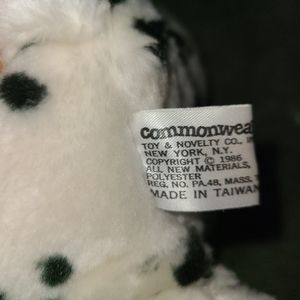 commonwea
TOY & NOVELTY CO., I
NEW YORK, N.Y.
COPYRIGHT © 1986
ALL NEW MATERIALS,
POLYESTER
REG. NO. PA.48, MASS. T
MADE IN TAIWAN